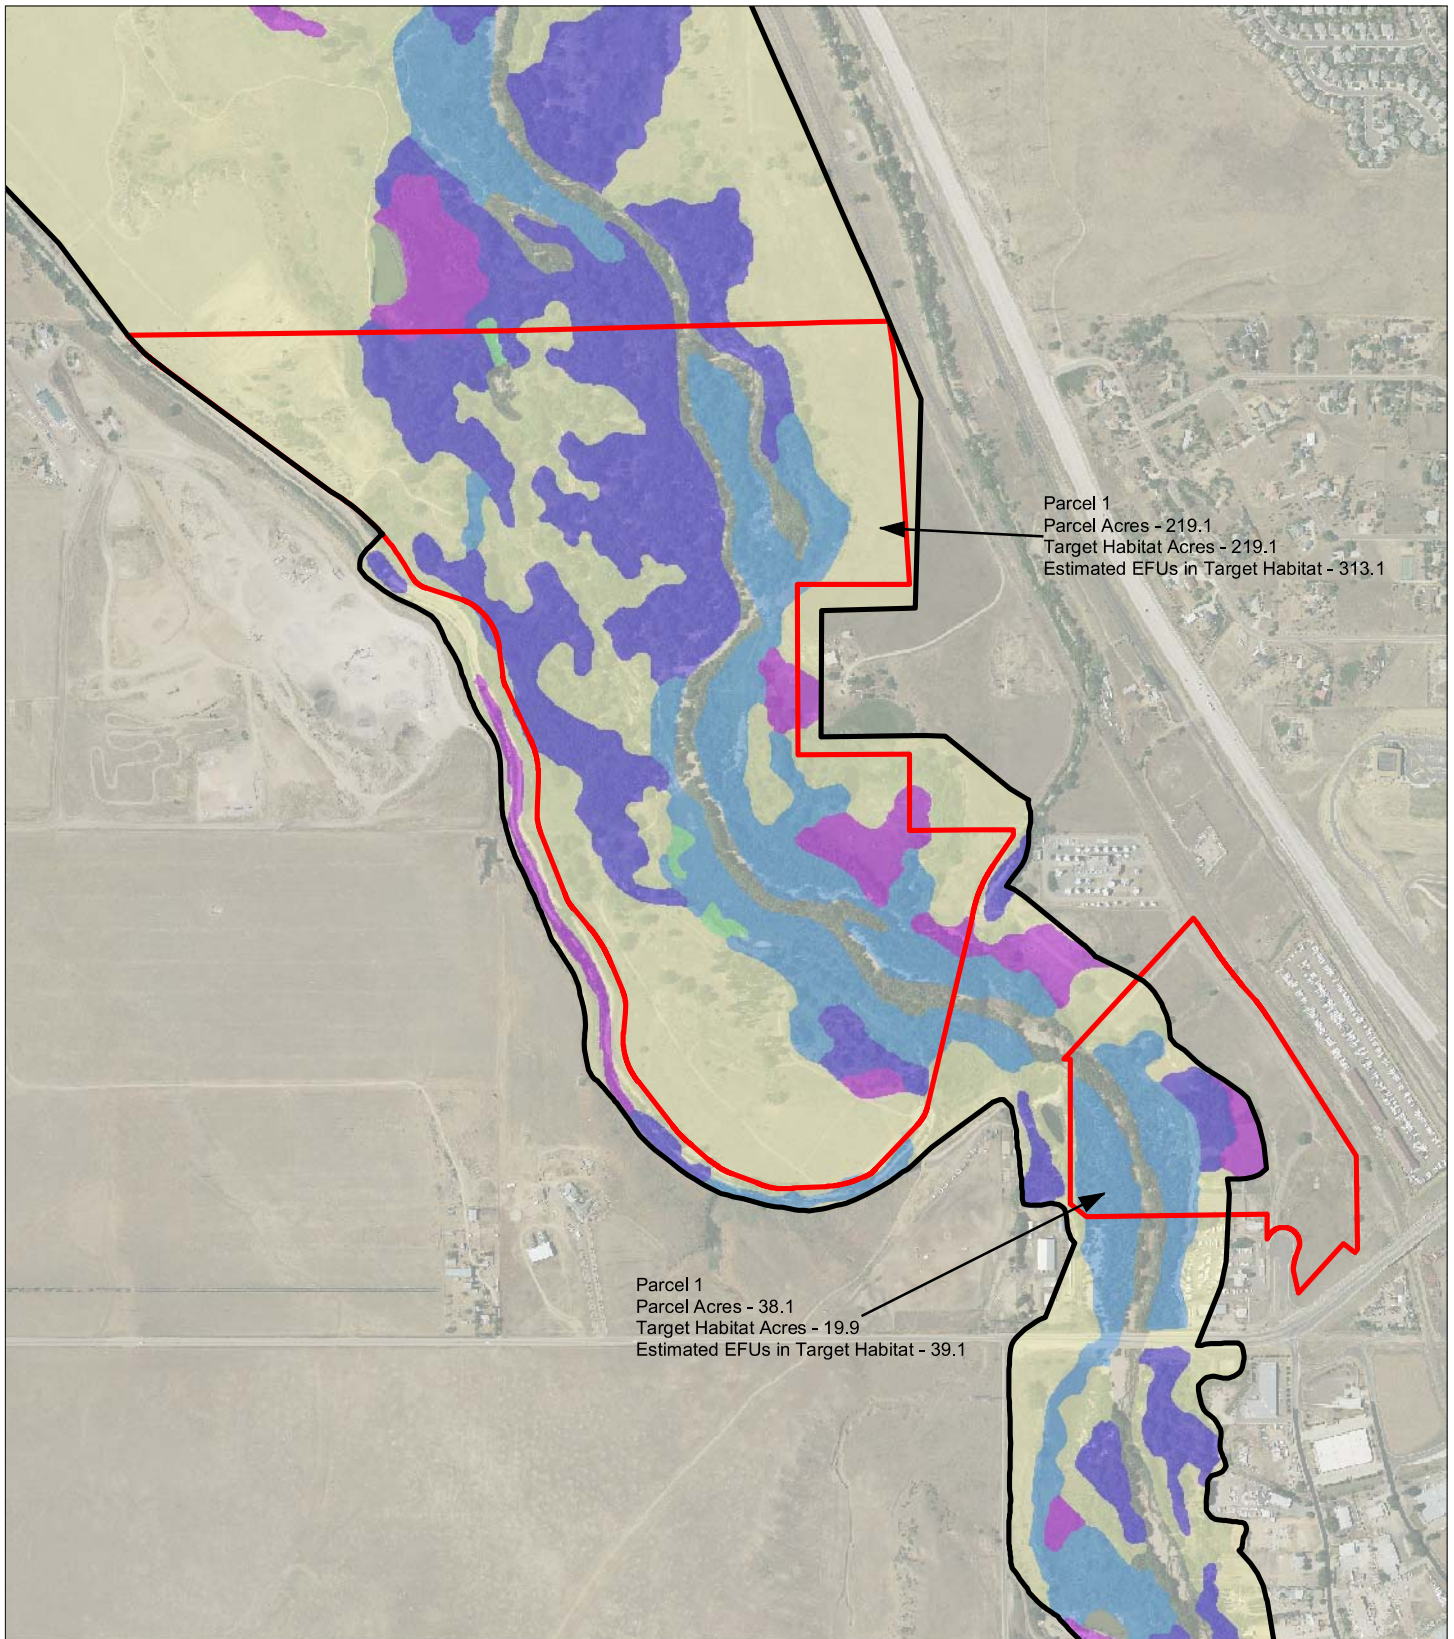 Parcel 1
Parcel Acres - 219.1
Target Habitat Acres - 219.1
Estimated EFUs in Target Habitat - 313.1
Parcel 1
Parcel Acres - 38.1
Target Habitat Acres - 19.9
Estimated EFUs in Target Habitat - 39.1